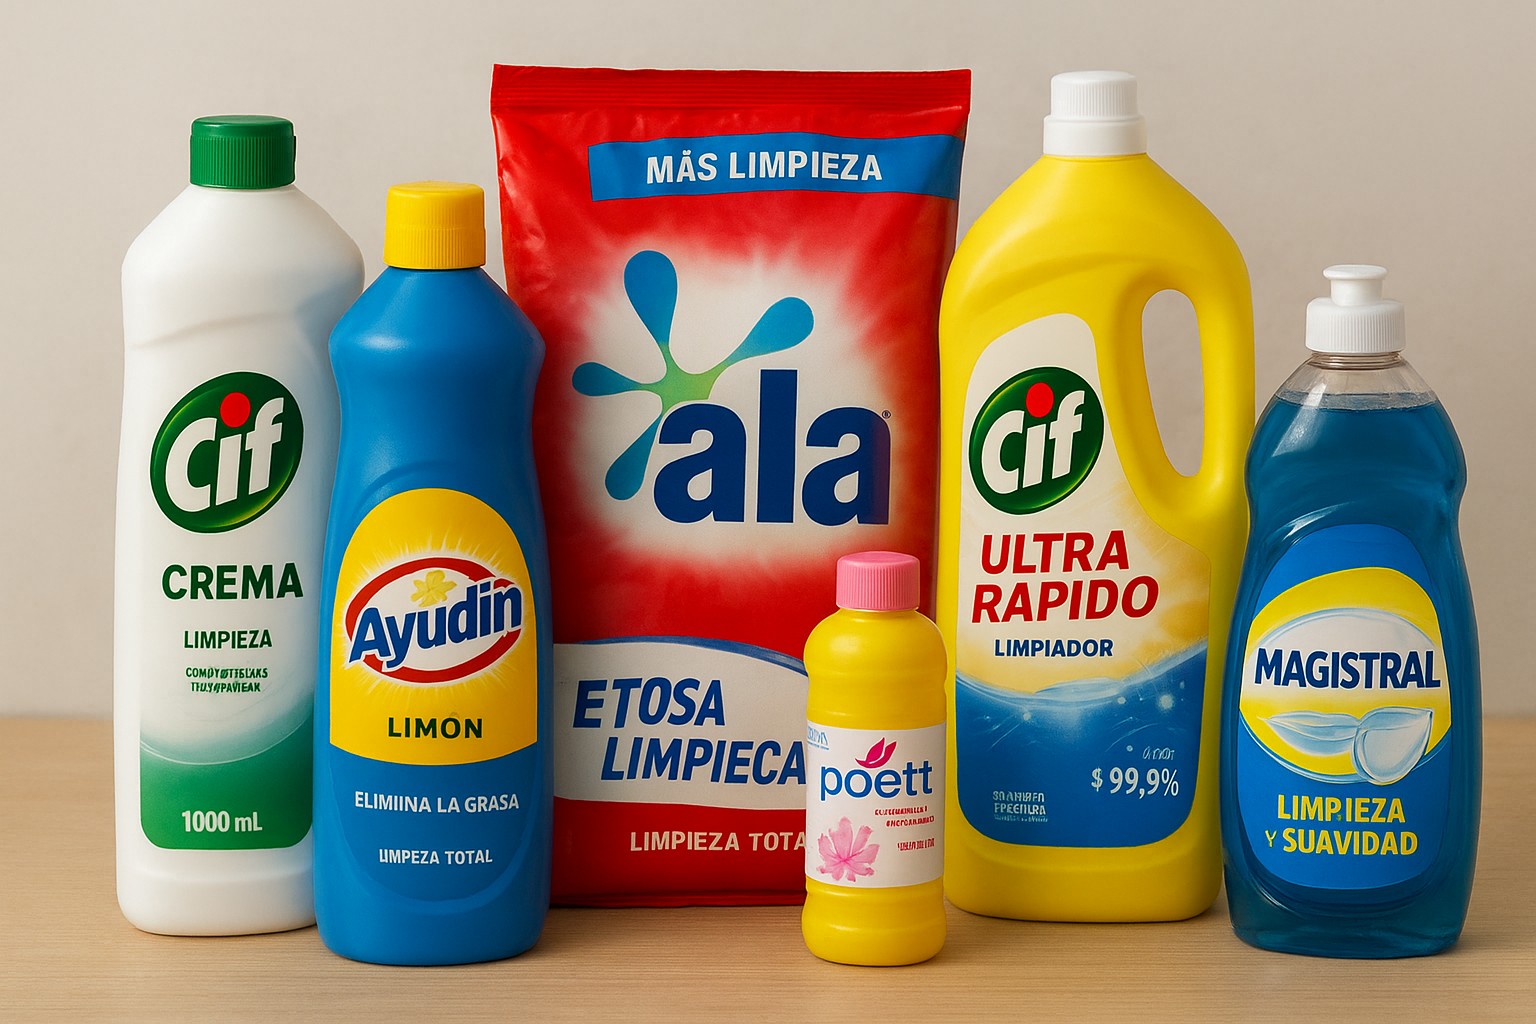 Cif
CREMA
LIMPIEZA
1000 mL
Ayudin
LIMON
ELIMINA LA GRASA
LIMPEZA TOTAL
MĂS LIMPIEZA
ala
®
ETOSA
LIMPIECA
LIMPIEZA TOTA
poett
Cif
ULTRA
RAPIDO
LIMPIADOR
$ 99,9%
MAGISTRAL
LIMPIEZA
Y SUAVIDAD